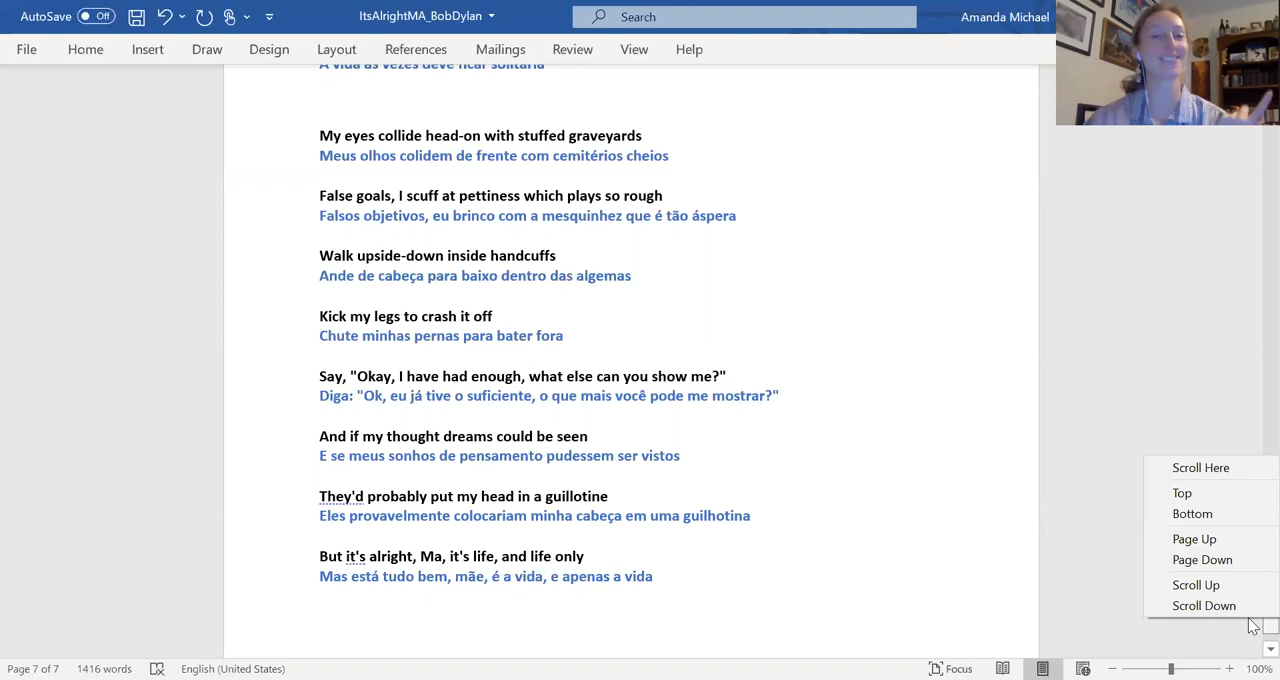 AutoSave Off ItsAlrightMA_BobDylan Search Amanda Michael
File Home Insert Draw Design Layout References Mailings Review View Help
A vida às vezes deve ficar solitária
My eyes collide head-on with stuffed graveyards
Meus olhos colidem de frente com cemitérios cheios
False goals, I scuff at pettiness which plays so rough
Falsos objetivos, eu brinco com a mesquinhez que é tão áspera
Walk upside-down inside handcuffs
Ande de cabeça para baixo dentro das algemas
Kick my legs to crash it off
Chute minhas pernas para bater fora
Say, "Okay, I have had enough, what else can you show me?"
Diga: "Ok, eu já tive o suficiente, o que mais você pode me mostrar?"
And if my thought dreams could be seen
E se meus sonhos de pensamento pudessem ser vistos
They'd probably put my head in a guillotine
Eles provavelmente colocariam minha cabeça em uma guilhotina
But it's alright, Ma, it's life, and life only
Mas está tudo bem, mãe, é a vida, e apenas a vida
Scroll Here
Top
Bottom
Page Up
Page Down
Scroll Up
Scroll Down
Page 7 of 7 1416 words English (United States) Focus 100%